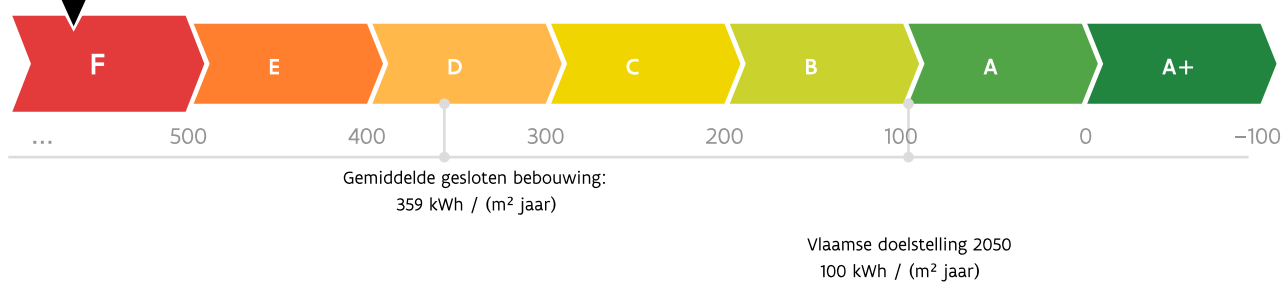 F E D C B A A+
... 500 400 300 200 100 0 –100
Gemiddelde gesloten bebouwing:
359 kWh / (m² jaar)
Vlaamse doelstelling 2050
100 kWh / (m² jaar)